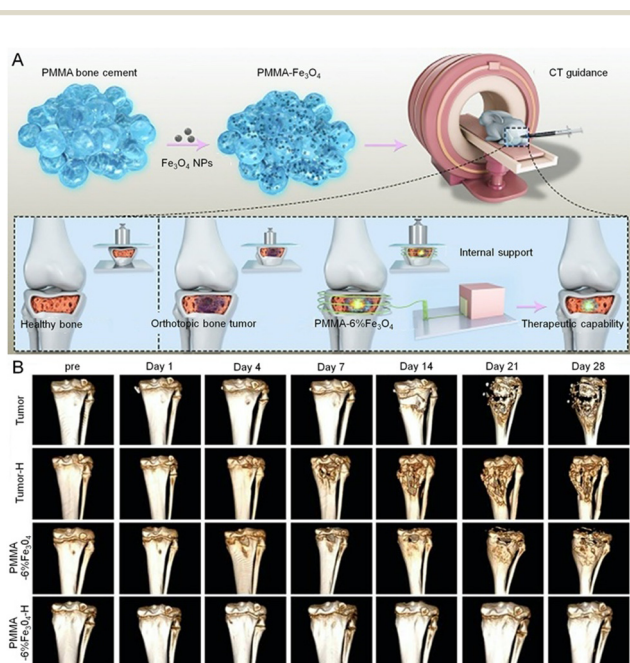 A
PMMA bone cement
PMMA-Fe₃O₄
CT guidance
Fe₃O₄ NPs
Internal support
Healthy bone
Orthotopic bone tumor
PMMA-6%Fe₃O₄
Therapeutic capability
B
pre
Day 1
Day 4
Day 7
Day 14
Day 21
Day 28
Tumor
Tumor-H
PMMA
-6%Fe₃O₄
PMMA
-6%Fe₃O₄-H